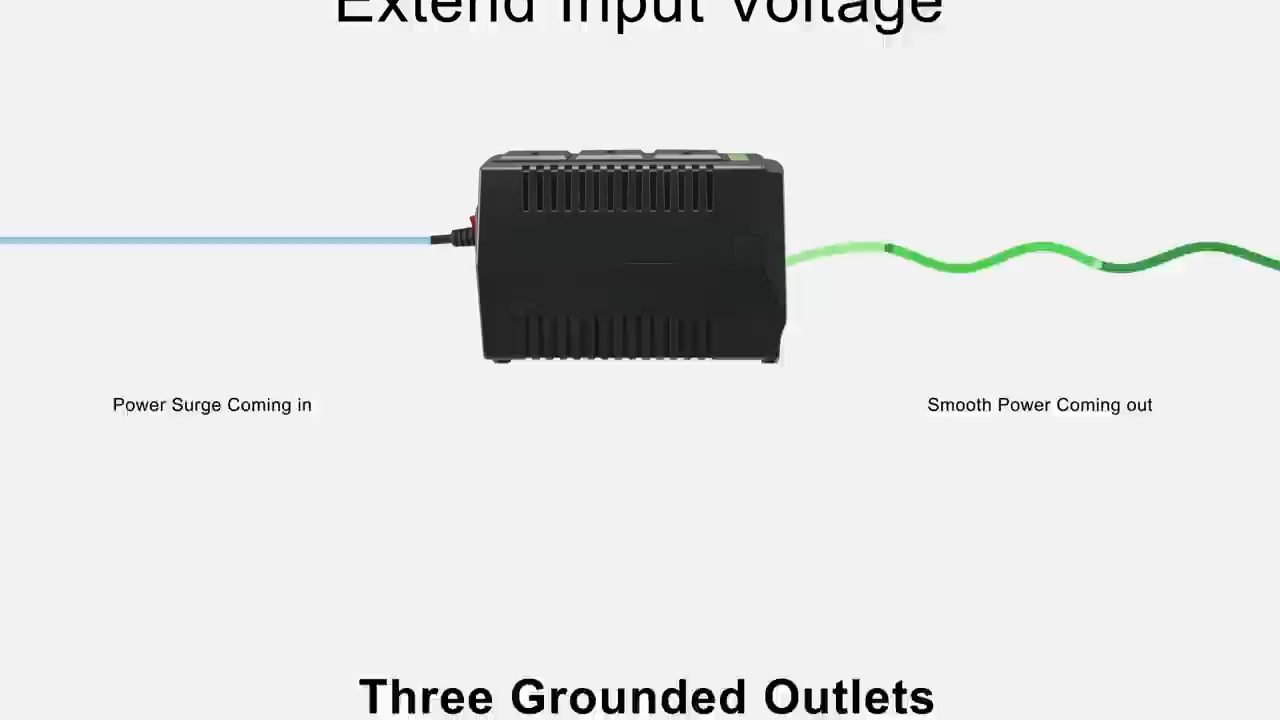 Extend Input Voltage
Power Surge Coming in
Smooth Power Coming out
Three Grounded Outlets